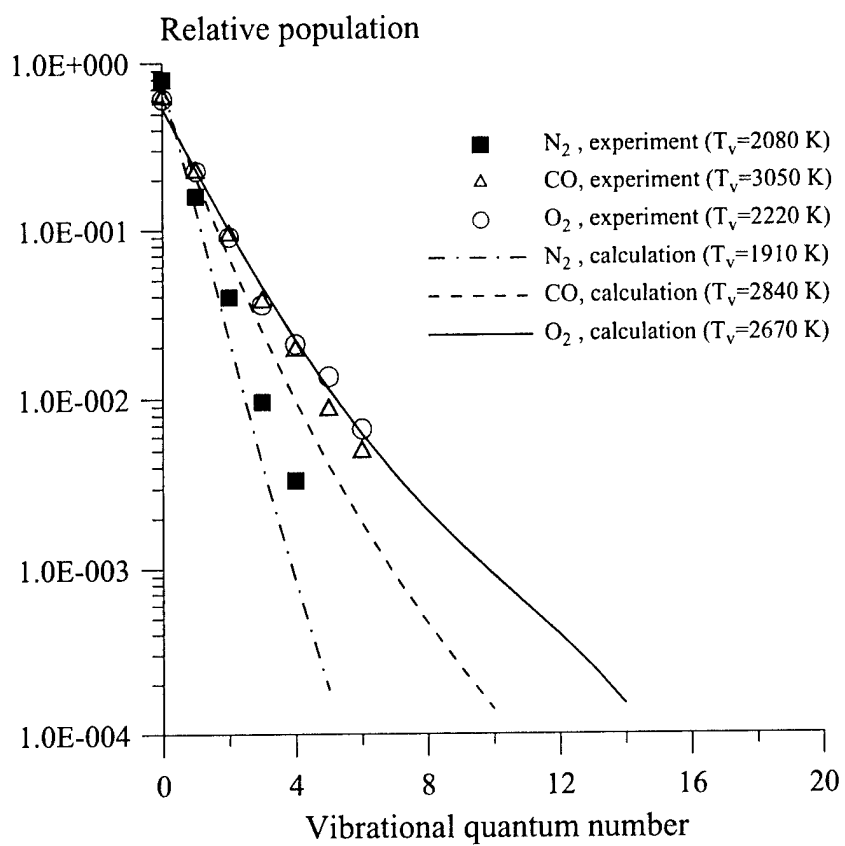 Relative population
1.0E+000
1.0E-001
1.0E-002
1.0E-003
1.0E-004
N₂ , experiment (Tᵥ=2080 K)
CO, experiment (Tᵥ=3050 K)
O₂ , experiment (Tᵥ=2220 K)
N₂ , calculation (Tᵥ=1910 K)
CO, calculation (Tᵥ=2840 K)
O₂ , calculation (Tᵥ=2670 K)
0 4 8 12 16 20
Vibrational quantum number